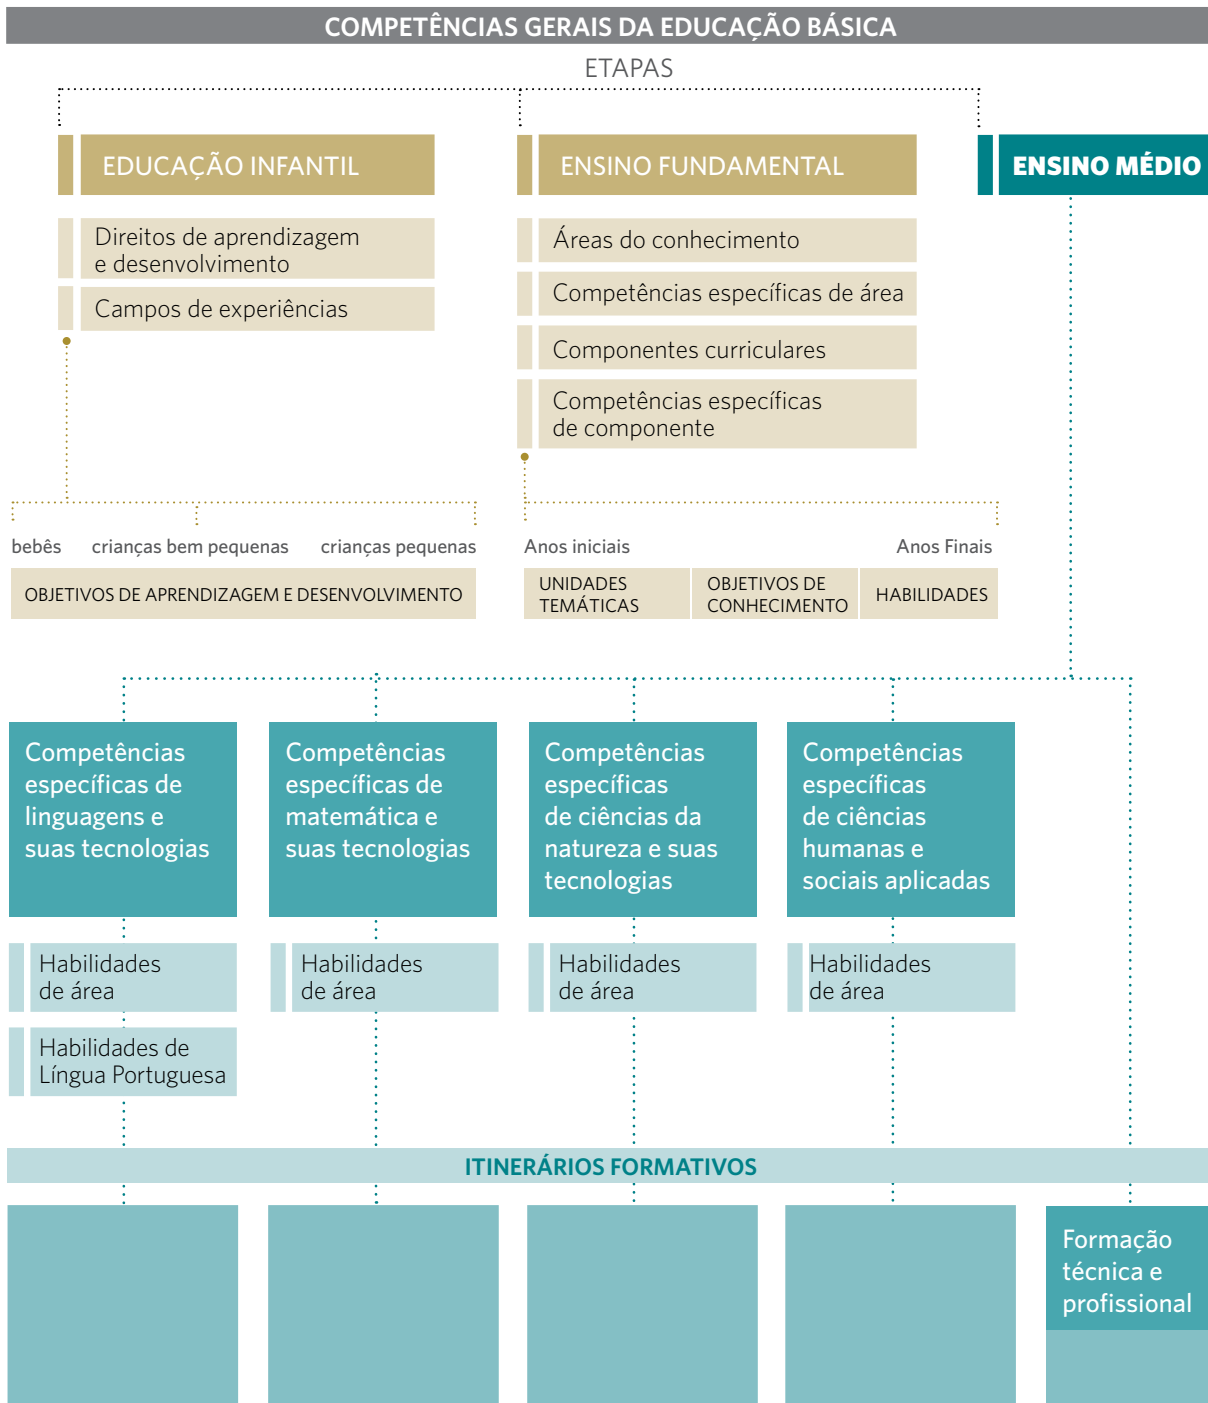 COMPETÊNCIAS GERAIS DA EDUCAÇÃO BÁSICA
ETAPAS
EDUCAÇÃO INFANTIL
Direitos de aprendizagem
e desenvolvimento
Campos de experiências
bebês
crianças bem pequenas
crianças pequenas
OBJETIVOS DE APRENDIZAGEM E DESENVOLVIMENTO
ENSINO FUNDAMENTAL
Áreas do conhecimento
Competências específicas de área
Componentes curriculares
Competências específicas
de componente
Anos iniciais
Anos Finais
UNIDADES
TEMÁTICAS
OBJETIVOS DE
CONHECIMENTO
HABILIDADES
ENSINO MÉDIO
Competências
específicas de
linguagens e
suas tecnologias
Habilidades
de área
Habilidades de
Língua Portuguesa
Competências
específicas de
matemática e
suas tecnologias
Habilidades
de área
Competências
específicas
de ciências da
natureza e suas
tecnologias
Habilidades
de área
Competências
específicas
de ciências
humanas e
sociais aplicadas
Habilidades
de área
ITINERÁRIOS FORMATIVOS
Formação
técnica e
profissional